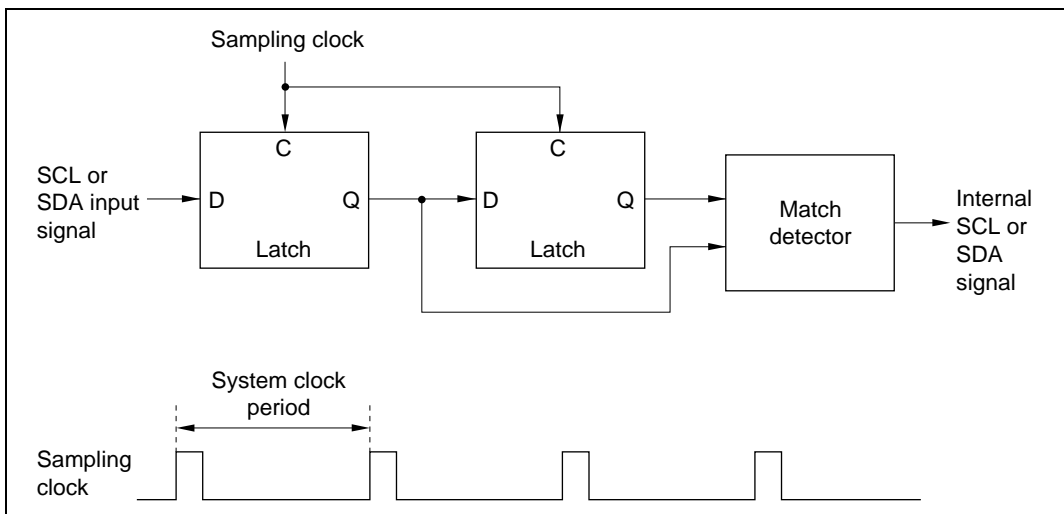 Sampling clock
C
C
SCL or
SDA input
signal
D
Q
D
Q
Latch
Latch
Match
detector
Internal
SCL or
SDA
signal
System clock
period
Sampling
clock